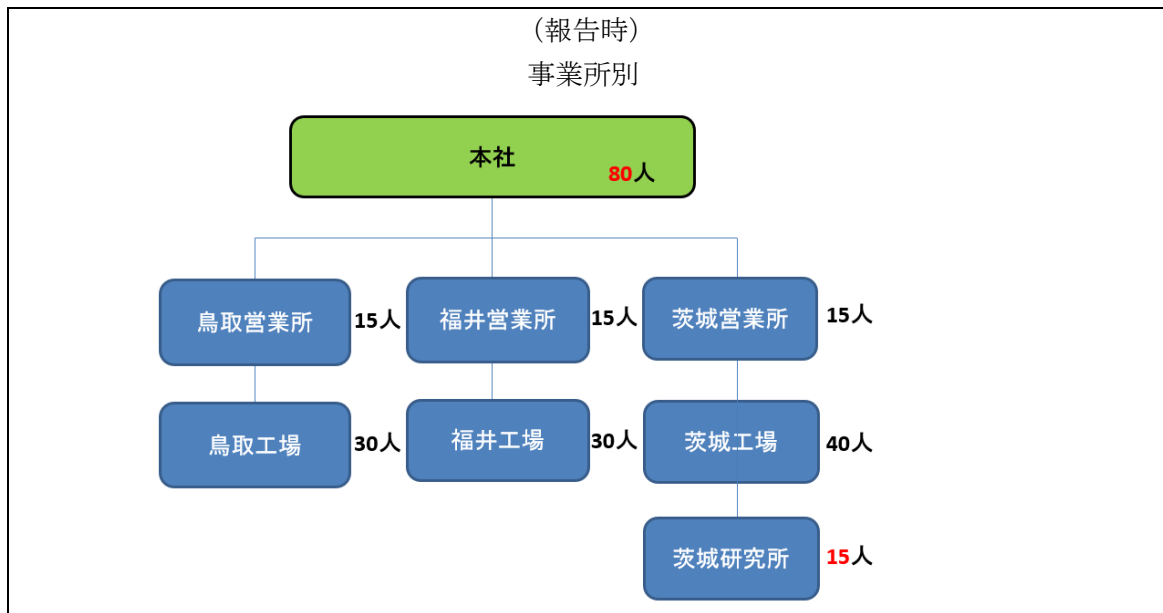 （報告時）
事業所別
本社
80人
鳥取営業所
15人
福井営業所
15人
茨城営業所
15人
鳥取工場
30人
福井工場
30人
茨城工場
40人
茨城研究所
15人